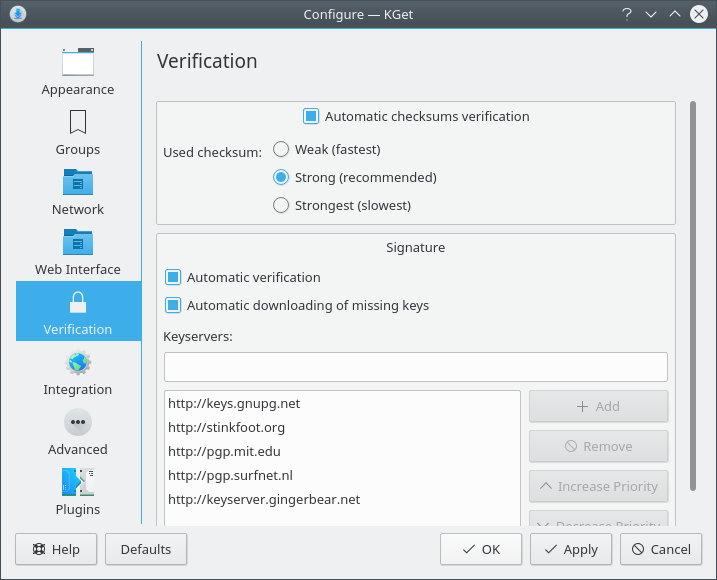 Configure — KGet
Appearance
Groups
Network
Web Interface
Verification
Integration
Advanced
Plugins
Verification
Automatic checksums verification
Used checksum:
Weak (fastest)
Strong (recommended)
Strongest (slowest)
Signature
Automatic verification
Automatic downloading of missing keys
Keyservers:
http://keys.gnupg.net
http://stinkfoot.org
http://pgp.mit.edu
http://pgp.surfnet.nl
http://keyserver.gingerbear.net
Add
Remove
Increase Priority
Decrease Priority
Help
Defaults
OK
Apply
Cancel